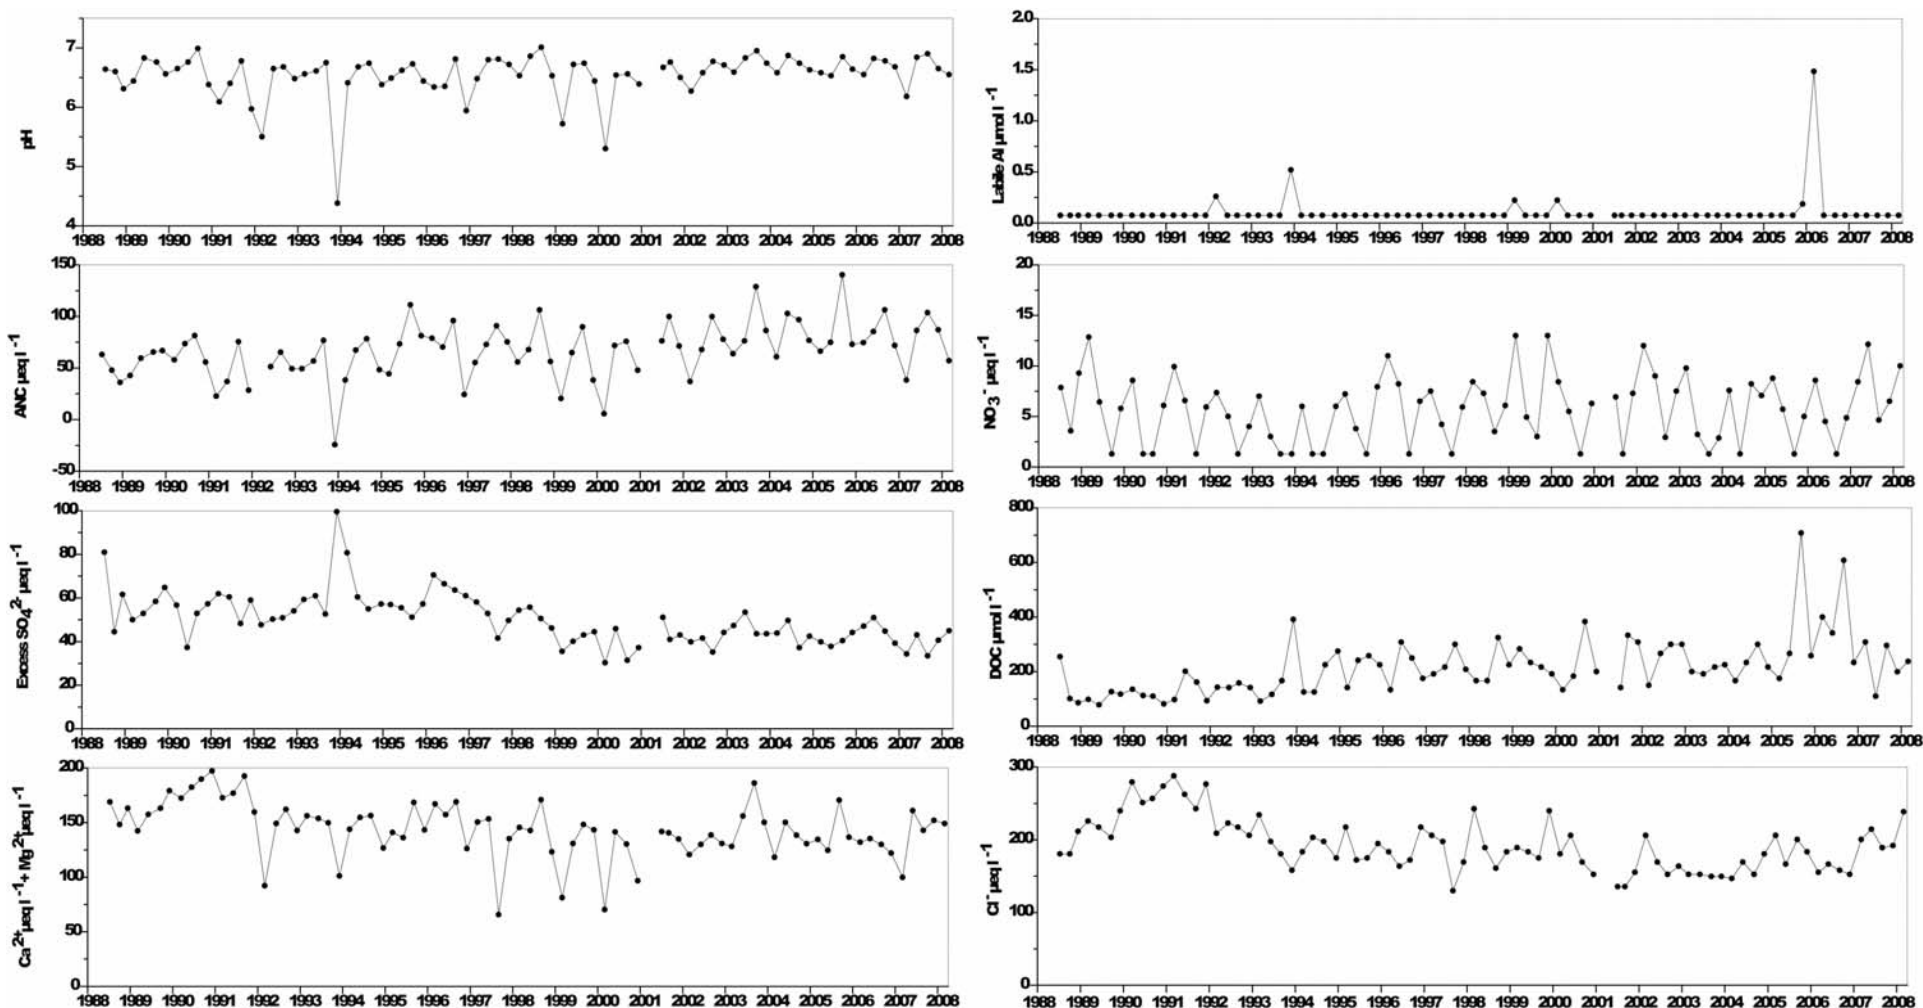 7
6
5
4
pH
1988 1989 1990 1991 1992 1993 1994 1995 1996 1997 1998 1999 2000 2001 2002 2003 2004 2005 2006 2007 2008
2.0
1.5
1.0
0.5
0.0
Labile Al µmol l⁻¹
1988 1989 1990 1991 1992 1993 1994 1995 1996 1997 1998 1999 2000 2001 2002 2003 2004 2005 2006 2007 2008
150
100
50
0
-50
ANC µeq l⁻¹
1988 1989 1990 1991 1992 1993 1994 1995 1996 1997 1998 1999 2000 2001 2002 2003 2004 2005 2006 2007 2008
20
15
10
5
0
NO₃⁻ µeq l⁻¹
1988 1989 1990 1991 1992 1993 1994 1995 1996 1997 1998 1999 2000 2001 2002 2003 2004 2005 2006 2007 2008
100
80
60
40
20
0
Excess SO₄²⁻ µeq l⁻¹
1988 1989 1990 1991 1992 1993 1994 1995 1996 1997 1998 1999 2000 2001 2002 2003 2004 2005 2006 2007 2008
800
600
400
200
0
DOC µmol l⁻¹
1988 1989 1990 1991 1992 1993 1994 1995 1996 1997 1998 1999 2000 2001 2002 2003 2004 2005 2006 2007 2008
200
150
100
50
0
Ca²⁺µeq l⁻¹+ Mg²⁺µeq l⁻¹
1988 1989 1990 1991 1992 1993 1994 1995 1996 1997 1998 1999 2000 2001 2002 2003 2004 2005 2006 2007 2008
300
200
100
0
Cl⁻ µeq l⁻¹
1988 1989 1990 1991 1992 1993 1994 1995 1996 1997 1998 1999 2000 2001 2002 2003 2004 2005 2006 2007 2008